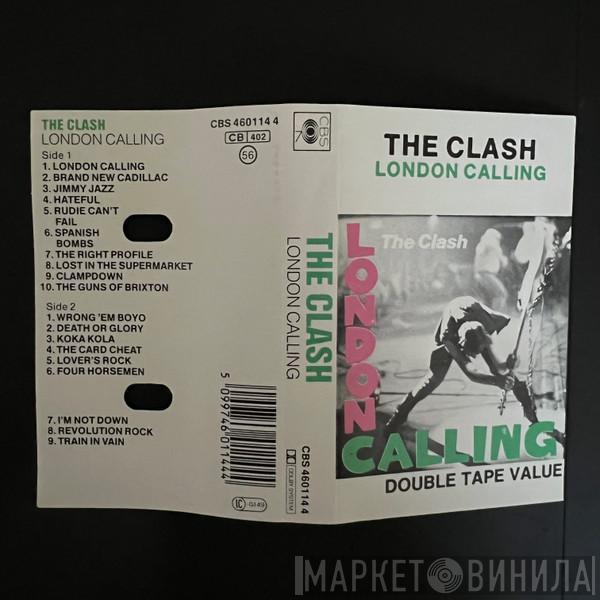 THE CLASH
LONDON CALLING
Side 1
1. LONDON CALLING
2. BRAND NEW CADILLAC
3. JIMMY JAZZ
4. HATEFUL
5. RUDIE CAN'T
FAIL
6. SPANISH
BOMBS
7. THE RIGHT PROFILE
8. LOST IN THE SUPERMARKET
9. CLAMPDOWN
10. THE GUNS OF BRIXTON
Side 2
1. WRONG 'EM BOYO
2. DEATH OR GLORY
3. KOKA KOLA
4. THE CARD CHEAT
5. LOVER'S ROCK
6. FOUR HORSEMEN
7. I'M NOT DOWN
8. REVOLUTION ROCK
9. TRAIN IN VAIN
CBS 460114 4
CB 402
56
5 099746 011444
LC 0149
CBS
THE CLASH
LONDON CALLING
CBS 460114 4
DOLBY SYSTEM
THE CLASH
LONDON CALLING
The Clash
LONDON
CALLING
DOUBLE TAPE VALUE
МАРКЕТ ВИНИЛА